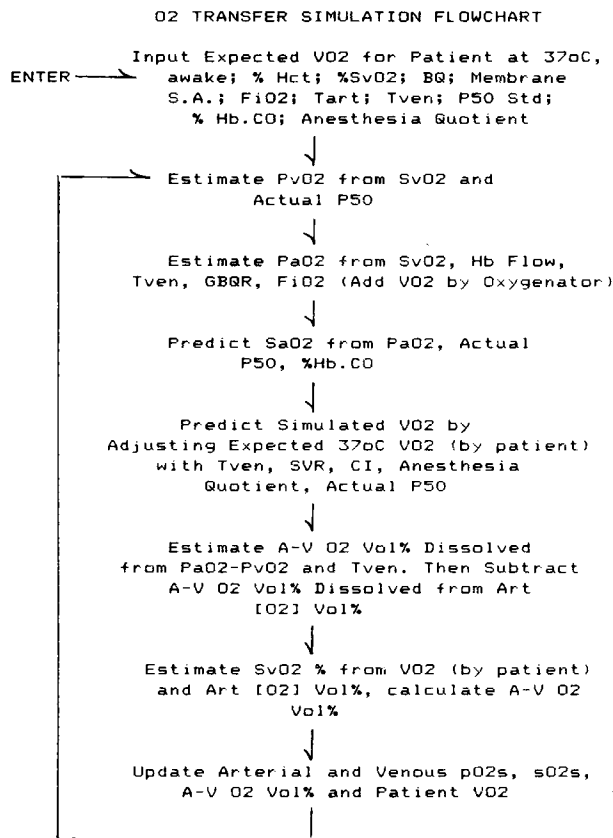 O2 TRANSFER SIMULATION FLOWCHART
Input Expected VO2 for Patient at 37oC,
ENTER
awake; % Hct; %SvO2; BQ; Membrane
S.A.; FiO2; Tart; Tven; P50 Std;
% Hb.CO; Anesthesia Quotient
Estimate PvO2 from SvO2 and
Actual P50
Estimate PaO2 from SvO2, Hb Flow,
Tven, GBQR, FiO2 (Add VO2 by Oxygenator)
Predict SaO2 from PaO2, Actual
P50, %Hb.CO
Predict Simulated VO2 by
Adjusting Expected 37oC VO2 (by patient)
with Tven, SVR, CI, Anesthesia
Quotient, Actual P50
Estimate A-V O2 Vol% Dissolved
from PaO2-PvO2 and Tven. Then Subtract
A-V O2 Vol% Dissolved from Art
[O2] Vol%
Estimate SvO2 % from VO2 (by patient)
and Art [O2] Vol%, calculate A-V O2
Vol%
Update Arterial and Venous pO2s, sO2s,
A-V O2 Vol% and Patient VO2